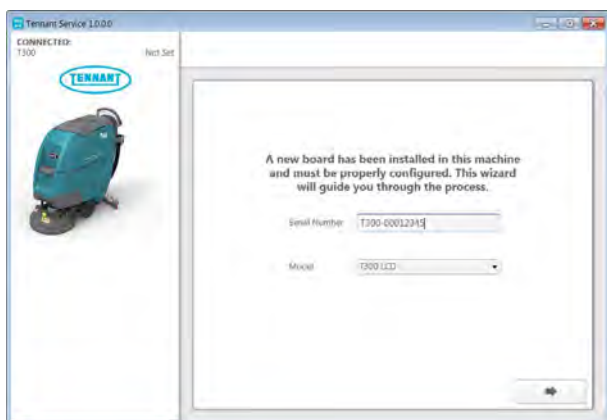 Tennant Service 1.0.0.0
CONNECTED:
T300 Not Set
TENNANT
A new board has been installed in this machine
and must be properly configured. This wizard
will guide you through the process.
Serial Number T300-00012345
Model T300 LCD